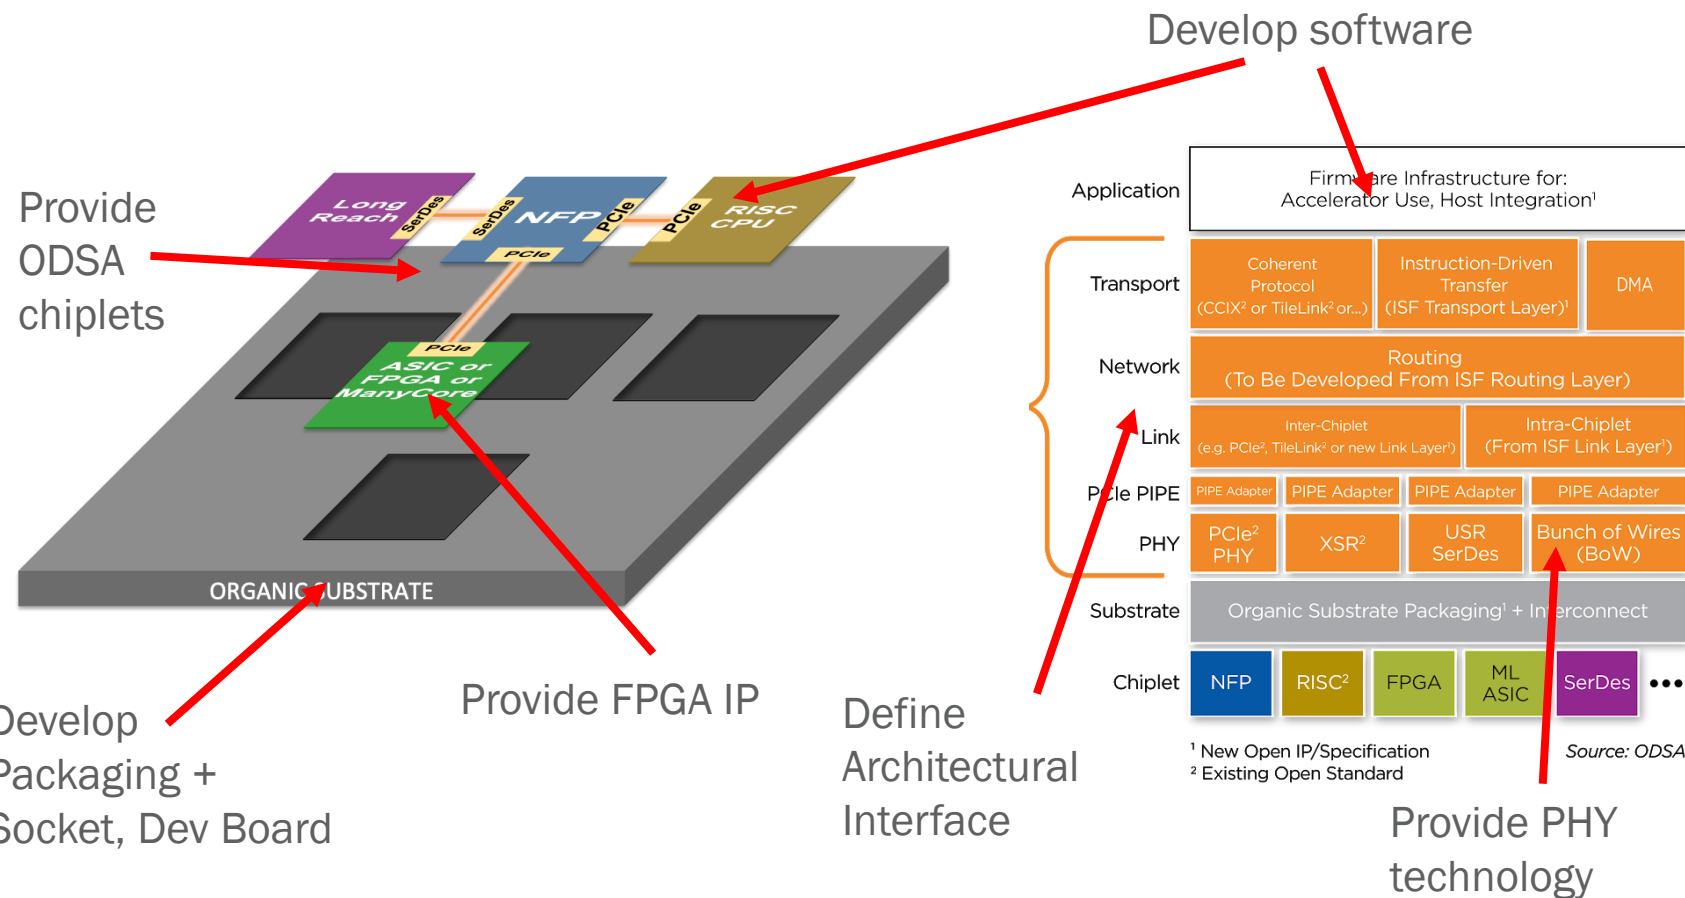 Develop software
Provide
ODSA
chiplets
Long
Reach
SerDes
SerDes
NFP
PCIe
PCIe
PCIe
RISC
CPU
PCIe
ASIC or
FPGA or
ManyCore
ORGANIC SUBSTRATE
Develop
Packaging +
Socket, Dev Board
Provide FPGA IP
Define
Architectural
Interface
Application
Firmware Infrastructure for:
Accelerator Use, Host Integration¹
Transport
Coherent
Protocol
(CCIX² or TileLink² or...)
Instruction-Driven
Transfer
(ISF Transport Layer)¹
DMA
Network
Routing
(To Be Developed From ISF Routing Layer)
Link
Inter-Chiplet
(e.g. PCIe², TileLink² or new Link Layer¹)
Intra-Chiplet
(From ISF Link Layer¹)
PCIe PIPE
PIPE Adapter
PIPE Adapter
PIPE Adapter
PIPE Adapter
PHY
PCIe²
PHY
XSR²
USR
SerDes
Bunch of Wires
(BoW)
Substrate
Organic Substrate Packaging¹ + Interconnect
Chiplet
NFP
RISC²
FPGA
ML
ASIC
SerDes
•••
¹ New Open IP/Specification
² Existing Open Standard
Source: ODSA
Provide PHY
technology